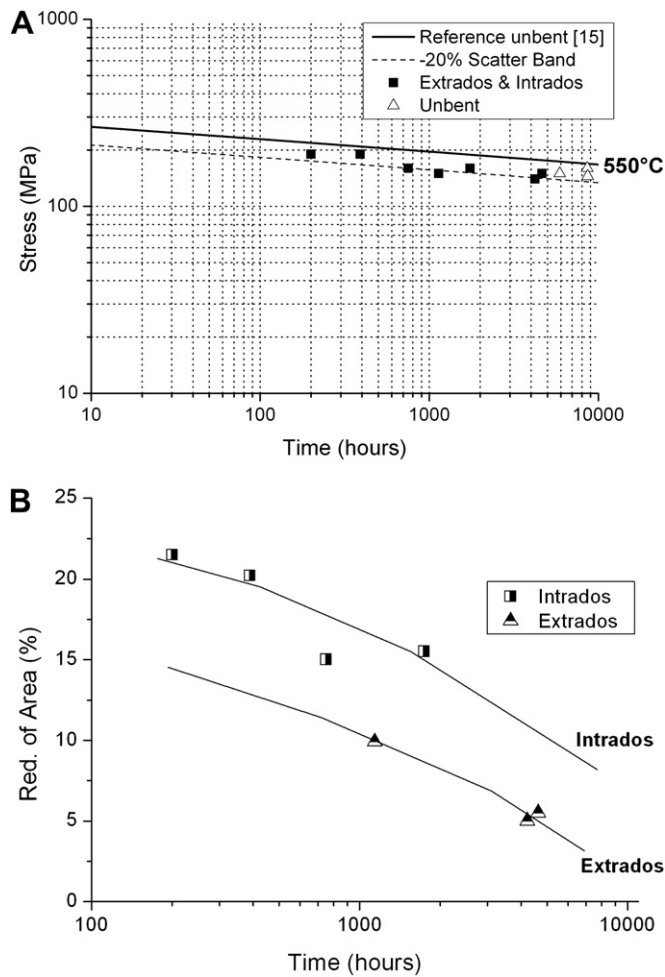 A
1000
100
10
Stress (MPa)
Reference unbent [15]
-20% Scatter Band
Extrados & Intrados
Unbent
550°C
10 100 1000 10000
Time (hours)
B
25
20
15
10
5
0
Red. of Area (%)
Intrados
Extrados
Intrados
Extrados
100 1000 10000
Time (hours)